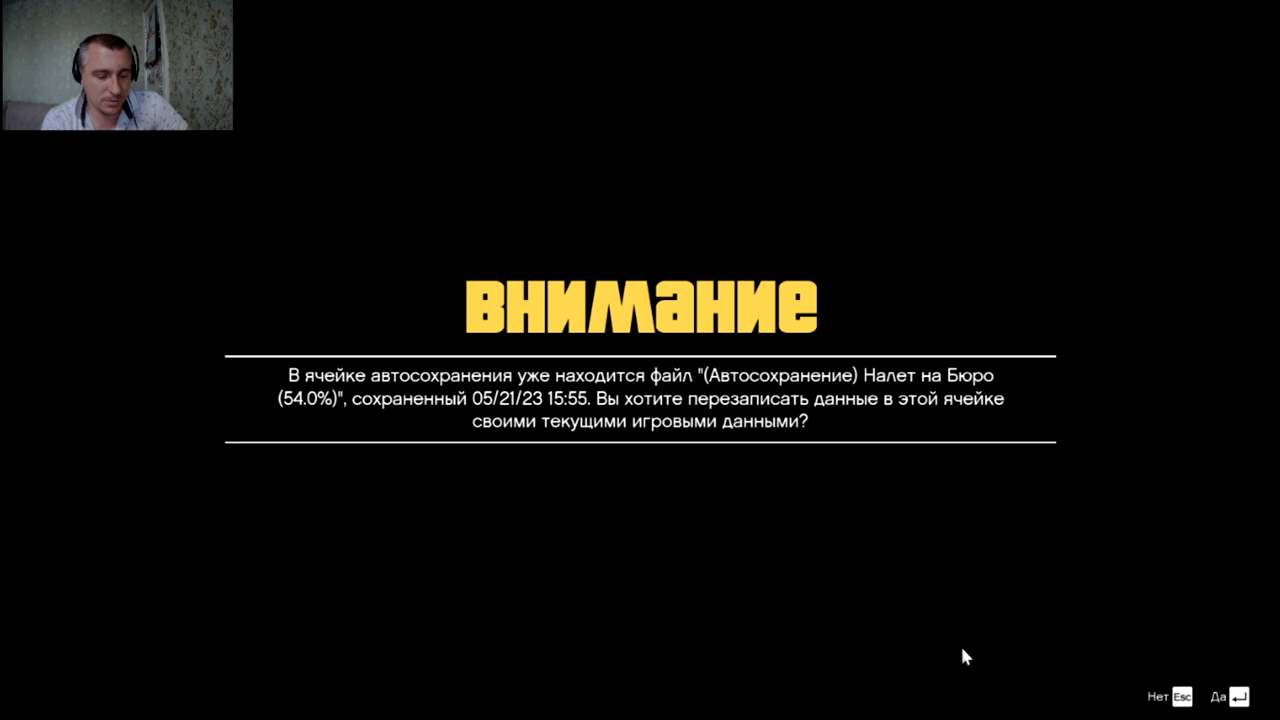 внимание
В ячейке автосохранения уже находится файл "(Автосохранение) Налет на Бюро
(54.0%)", сохраненный 05/21/23 15:55. Вы хотите перезаписать данные в этой ячейке
своими текущими игровыми данными?
Нет Esc Да